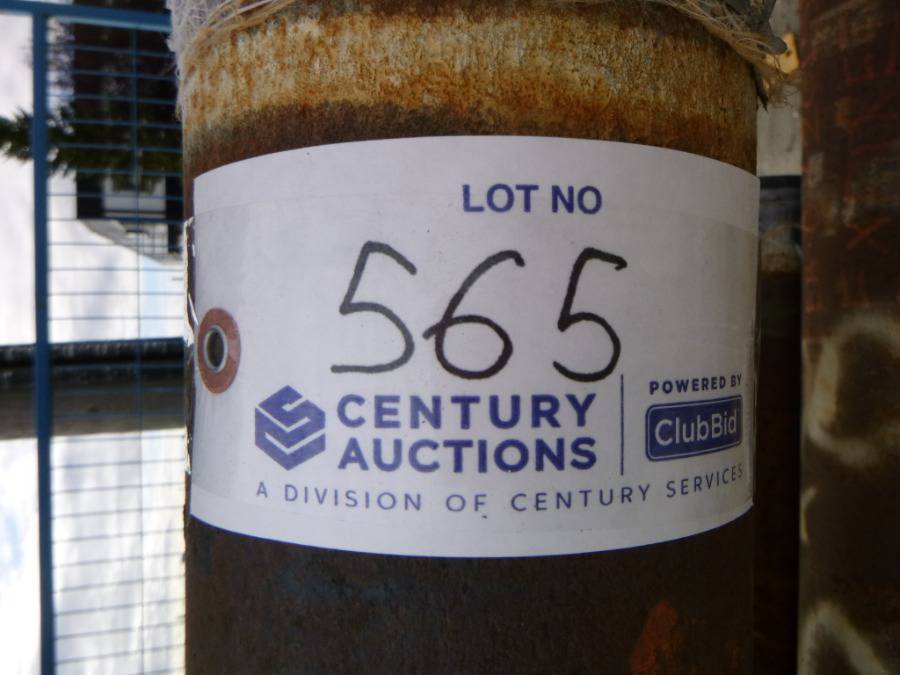 LOT NO
565
CENTURY
AUCTIONS
A DIVISION OF CENTURY SERVICES
POWERED BY
ClubBid